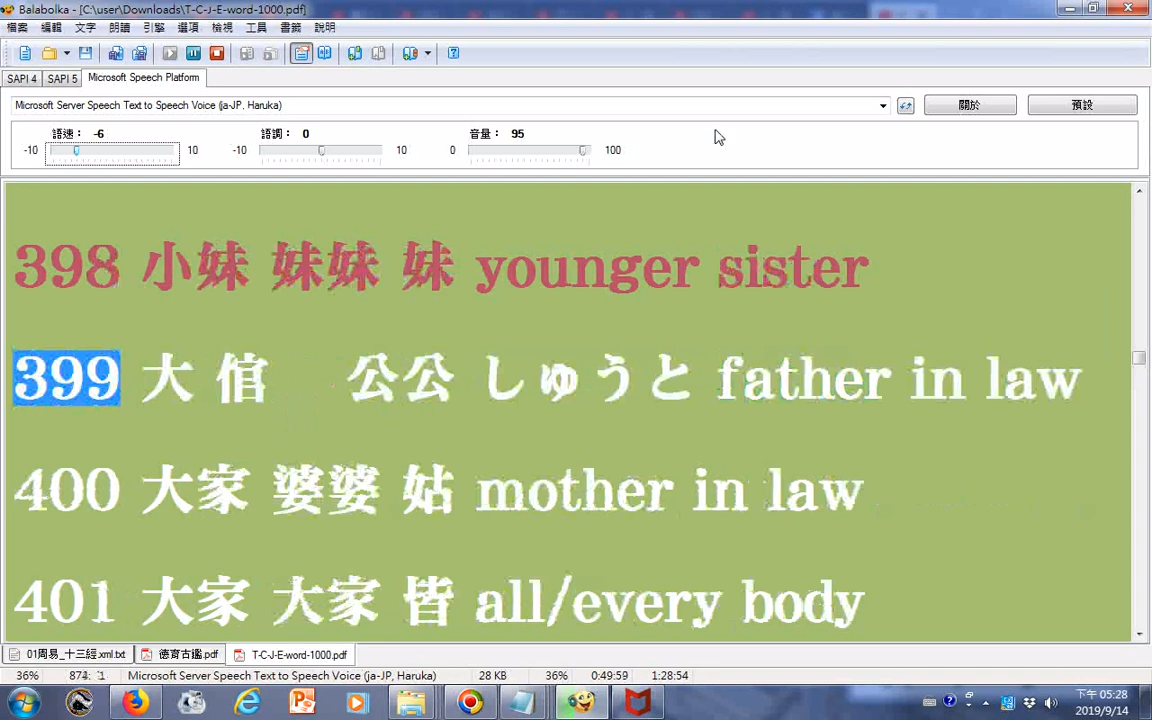 Balabolka - [C:\user\Downloads\T-C-J-E-word-1000.pdf]
檔案 編輯 文字 朗讀 引擎 選項 檢視 工具 書籤 說明
SAPI 4 SAPI 5 Microsoft Speech Platform
Microsoft Server Speech Text to Speech Voice (ja-JP, Haruka) 關於 預設
語速： -6 語調： 0 音量： 95
-10 10 -10 10 0 100
398 小妹 妹妹 妹 younger sister
399 大 倌 公公 しゅうと father in law
400 大家 婆婆 姑 mother in law
401 大家 大家 皆 all/every body
01周易_十三經.xml.txt 德育古鑑.pdf T-C-J-E-word-1000.pdf
36% 874: 1 Microsoft Server Speech Text to Speech Voice (ja-JP, Haruka) 28 KB 36% 0:49:59 1:28:54
下午 05:28
2019/9/14